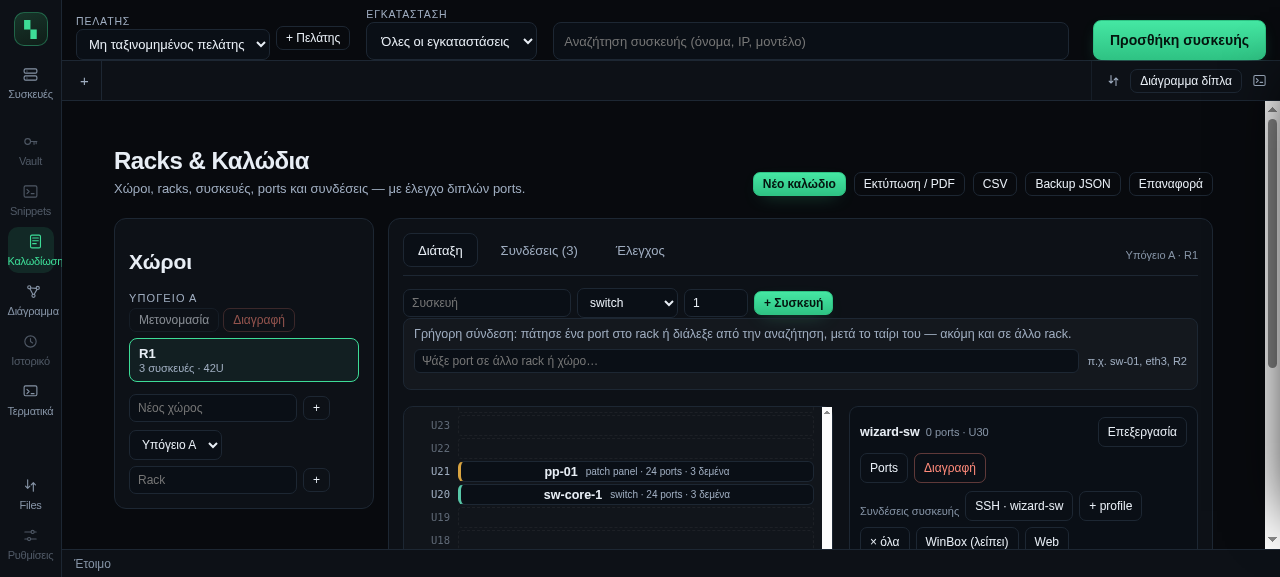 ΠΕΛΑΤΗΣ
Μη ταξινομημένος πελάτης
+ Πελάτης
ΕΓΚΑΤΑΣΤΑΣΗ
Όλες οι εγκαταστάσεις
Αναζήτηση συσκευής (όνομα, IP, μοντέλο)
Προσθήκη συσκευής
+
Διάγραμμα δίπλα
Συσκευές
Vault
Snippets
Καλωδίωση
Διάγραμμα
Ιστορικό
Τερματικά
Files
Ρυθμίσεις
Racks & Καλώδια
Χώροι, racks, συσκευές, ports και συνδέσεις — με έλεγχο διπλών ports.
Νέο καλώδιο
Εκτύπωση / PDF
CSV
Backup JSON
Επαναφορά
Χώροι
ΥΠΟΓΕΙΟ Α
Μετονομασία
Διαγραφή
R1
3 συσκευές · 42U
Νέος χώρος
+
Υπόγειο Α
Rack
+
Διάταξη
Συνδέσεις (3)
Έλεγχος
Υπόγειο Α · R1
Συσκευή
switch
1
+ Συσκευή
Γρήγορη σύνδεση: πάτησε ένα port στο rack ή διάλεξε από την αναζήτηση, μετά το ταίρι του — ακόμη και σε άλλο rack.
Ψάξε port σε άλλο rack ή χώρο…
π.χ. sw-01, eth3, R2
U23
U22
U21
pp-01 patch panel · 24 ports · 3 δεμένα
U20
sw-core-1 switch · 24 ports · 3 δεμένα
U19
U18
wizard-sw 0 ports · U30
Επεξεργασία
Ports
Διαγραφή
Συνδέσεις συσκευής
SSH · wizard-sw
+ profile
× όλα
WinBox (λείπει)
Web
Έτοιμο